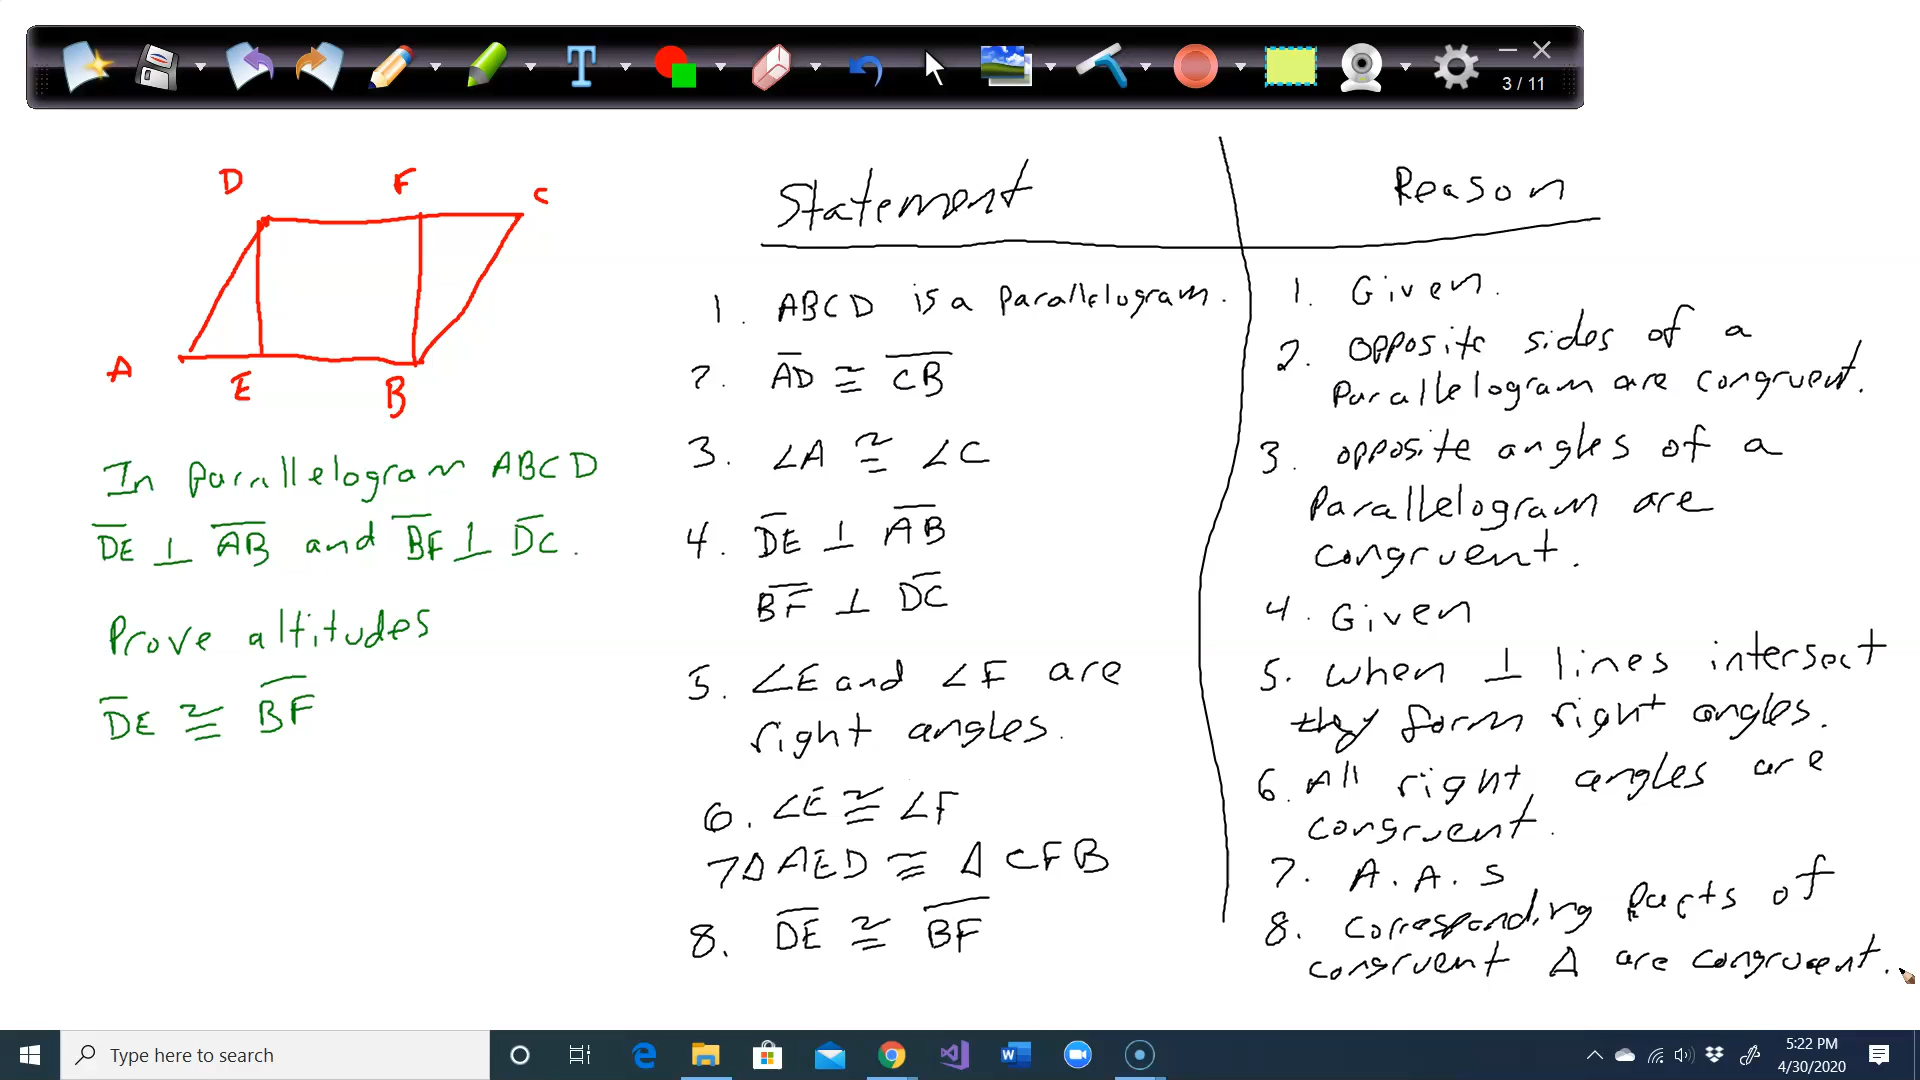 3 / 11
D F C
A E B
In Parallelogram ABCD
DE ⊥ AB and BF ⊥ DC.
Prove altitudes
DE ≅ BF
Statement
1. ABCD is a Parallelogram.
2. AD ≅ CB
3. ∠A ≅ ∠C
4. DE ⊥ AB
BF ⊥ DC
5. ∠E and ∠F are
right angles.
6. ∠E ≅ ∠F
7 Δ AED ≅ Δ CFB
8. DE ≅ BF
Reason
1. Given.
2. opposite sides of a
Parallelogram are congruent.
3. opposite angles of a
Parallelogram are
congruent.
4. Given
5. when ⊥ lines intersect
they form right angles.
6. All right angles are
congruent.
7. A.A.S
8. corresponding Parts of
congruent Δ are congruent.
Type here to search
5:22 PM
4/30/2020